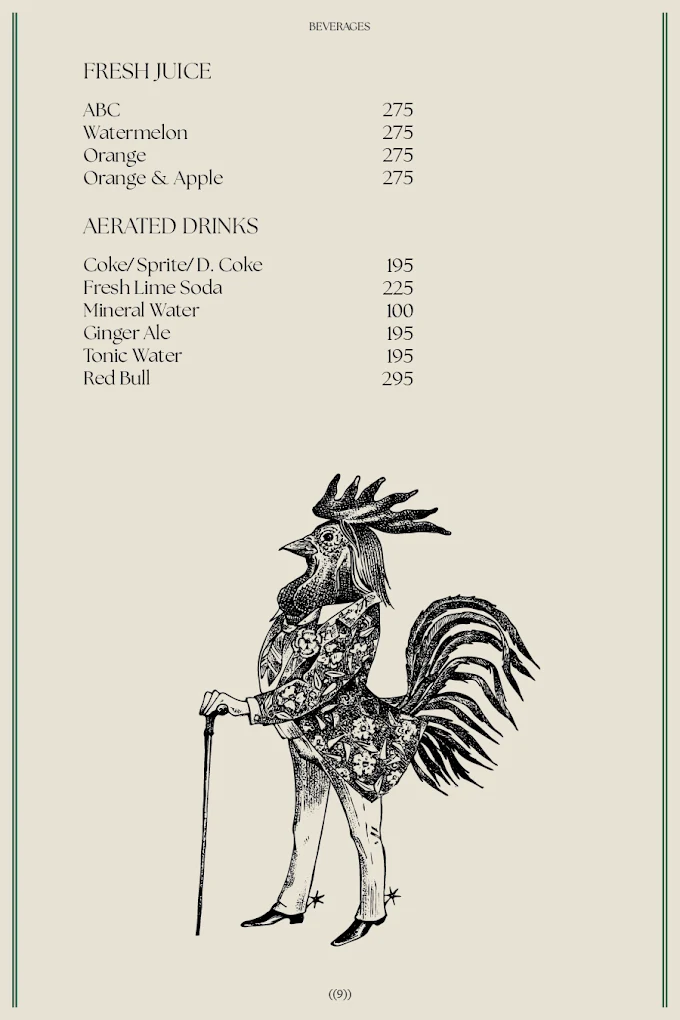 BEVERAGES
FRESH JUICE
ABC 275
Watermelon 275
Orange 275
Orange & Apple 275
AERATED DRINKS
Coke/ Sprite/ D. Coke 195
Fresh Lime Soda 225
Mineral Water 100
Ginger Ale 195
Tonic Water 195
Red Bull 295
((9))